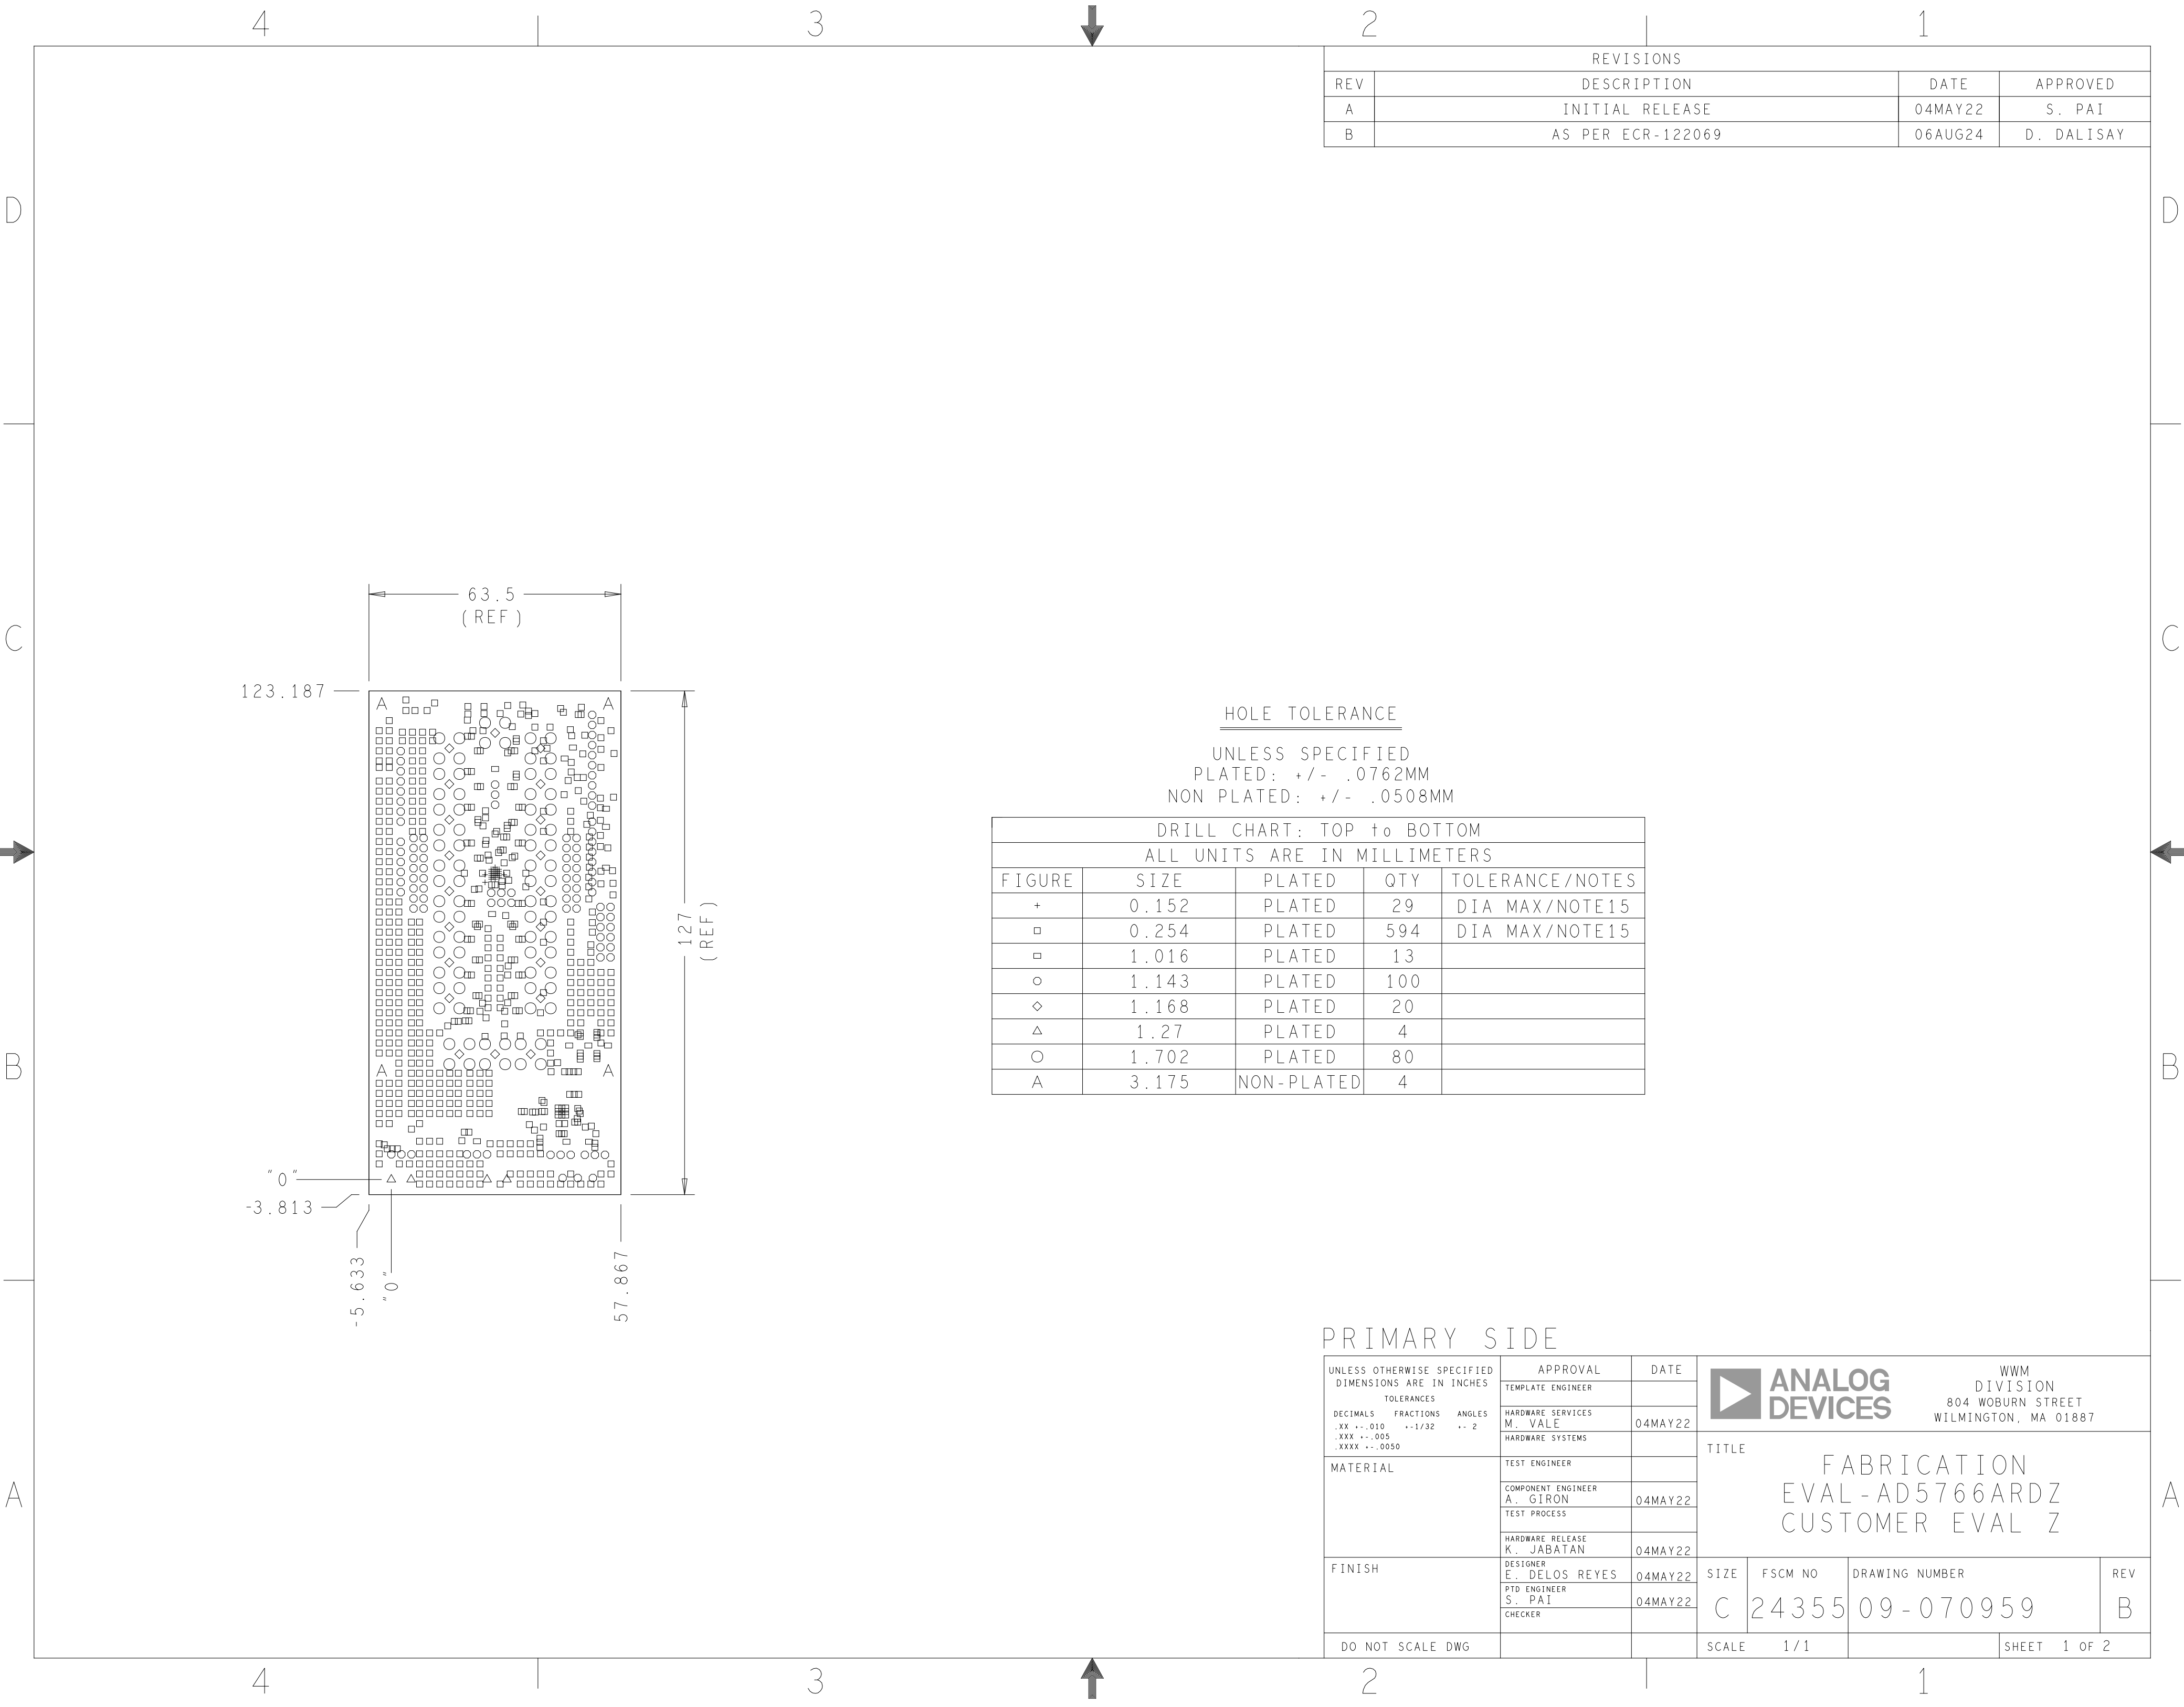 4 3 2 1
REVISIONS
REV DESCRIPTION DATE APPROVED
A INITIAL RELEASE 04MAY22 S. PAI
B AS PER ECR-122069 06AUG24 D. DALISAY
D D
C C
B B
A A
63.5
(REF)
123.187
A A
A A
127
(REF)
"0"
-3.813
-5.633
"0"
57.867
HOLE TOLERANCE
UNLESS SPECIFIED
PLATED: +/- .0762MM
NON PLATED: +/- .0508MM
DRILL CHART: TOP to BOTTOM
ALL UNITS ARE IN MILLIMETERS
FIGURE SIZE PLATED QTY TOLERANCE/NOTES
+ 0.152 PLATED 29 DIA MAX/NOTE15
0.254 PLATED 594 DIA MAX/NOTE15
1.016 PLATED 13
1.143 PLATED 100
1.168 PLATED 20
1.27 PLATED 4
1.702 PLATED 80
A 3.175 NON-PLATED 4
PRIMARY SIDE
UNLESS OTHERWISE SPECIFIED
DIMENSIONS ARE IN INCHES
TOLERANCES
DECIMALS FRACTIONS ANGLES
.XX +-.010 +-1/32 +- 2
.XXX +-.005
.XXXX +-.0050
MATERIAL
FINISH
DO NOT SCALE DWG
APPROVAL DATE
TEMPLATE ENGINEER
HARDWARE SERVICES
M. VALE 04MAY22
HARDWARE SYSTEMS
TEST ENGINEER
COMPONENT ENGINEER
A. GIRON 04MAY22
TEST PROCESS
HARDWARE RELEASE
K. JABATAN 04MAY22
DESIGNER
E. DELOS REYES 04MAY22
PTD ENGINEER
S. PAI 04MAY22
CHECKER
ANALOG
DEVICES
WWM
DIVISION
804 WOBURN STREET
WILMINGTON, MA 01887
TITLE
FABRICATION
EVAL-AD5766ARDZ
CUSTOMER EVAL Z
SIZE FSCM NO DRAWING NUMBER REV
C 24355 09-070959 B
SCALE 1/1 SHEET 1 OF 2
4 3 2 1